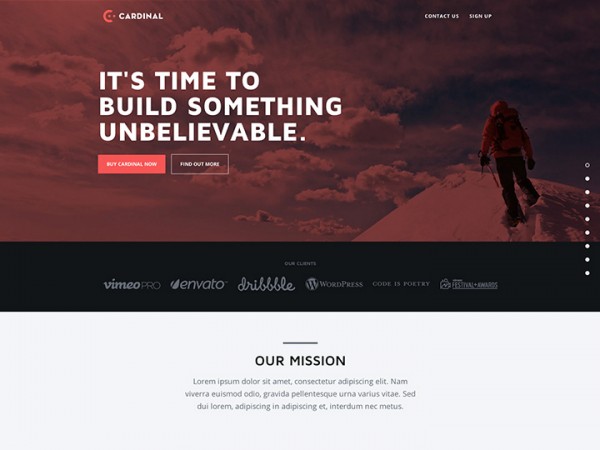 CARDINAL
CONTACT US SIGN UP
IT'S TIME TO
BUILD SOMETHING
UNBELIEVABLE.
BUY CARDINAL NOW FIND OUT MORE
OUR CLIENTS
vimeo PRO envato dribbble WORDPRESS CODE IS POETRY FESTIVAL+AWARDS
OUR MISSION
Lorem ipsum dolor sit amet, consectetur adipiscing elit. Nam
viverra euismod odio, gravida pellentesque urna varius vitae. Sed
dui lorem, adipiscing in adipiscing et, interdum nec metus.